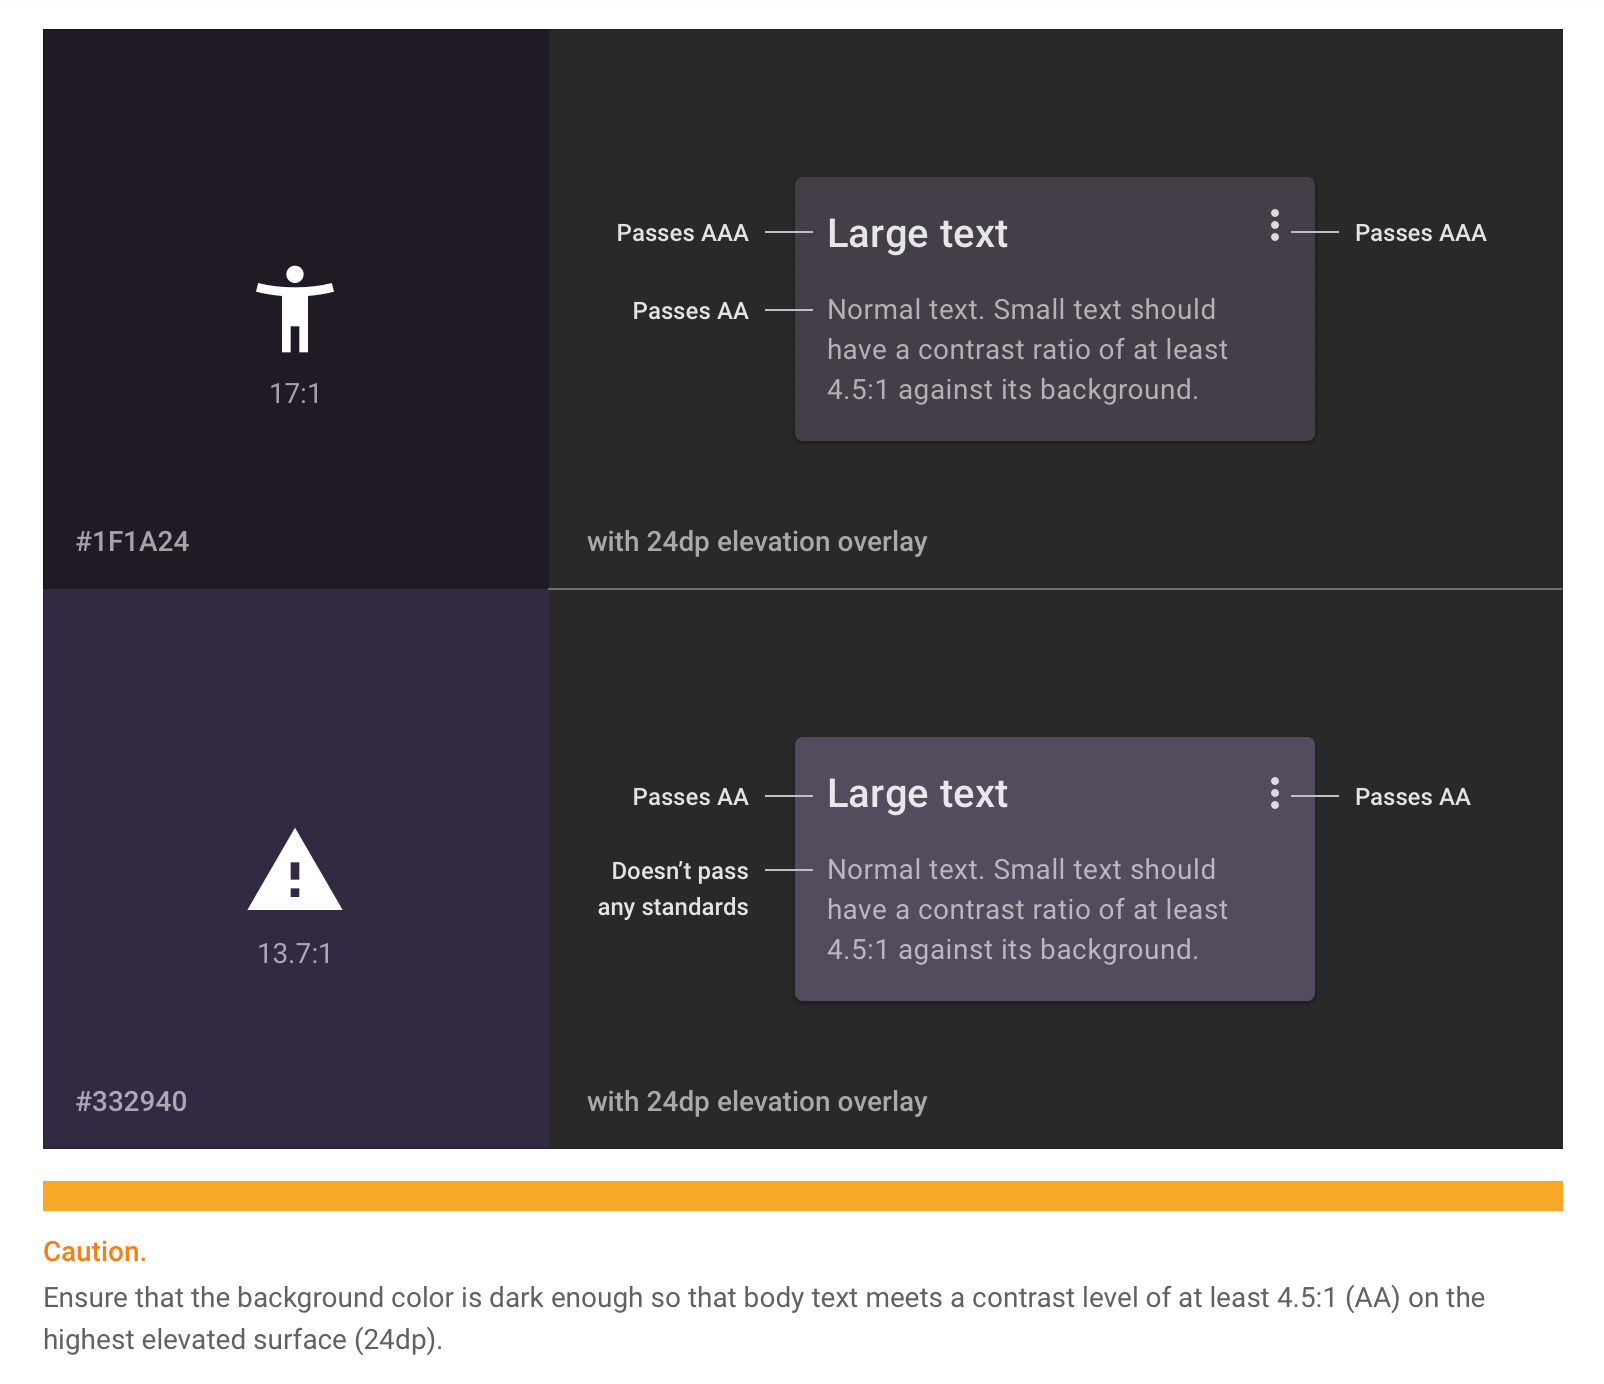 Passes AAA
Large text
Passes AAA
Passes AA
Normal text. Small text should
have a contrast ratio of at least
4.5:1 against its background.
17:1
#1F1A24
with 24dp elevation overlay
Passes AA
Large text
Passes AA
Doesn’t pass
any standards
Normal text. Small text should
have a contrast ratio of at least
4.5:1 against its background.
13.7:1
#332940
with 24dp elevation overlay
Caution.
Ensure that the background color is dark enough so that body text meets a contrast level of at least 4.5:1 (AA) on the
highest elevated surface (24dp).